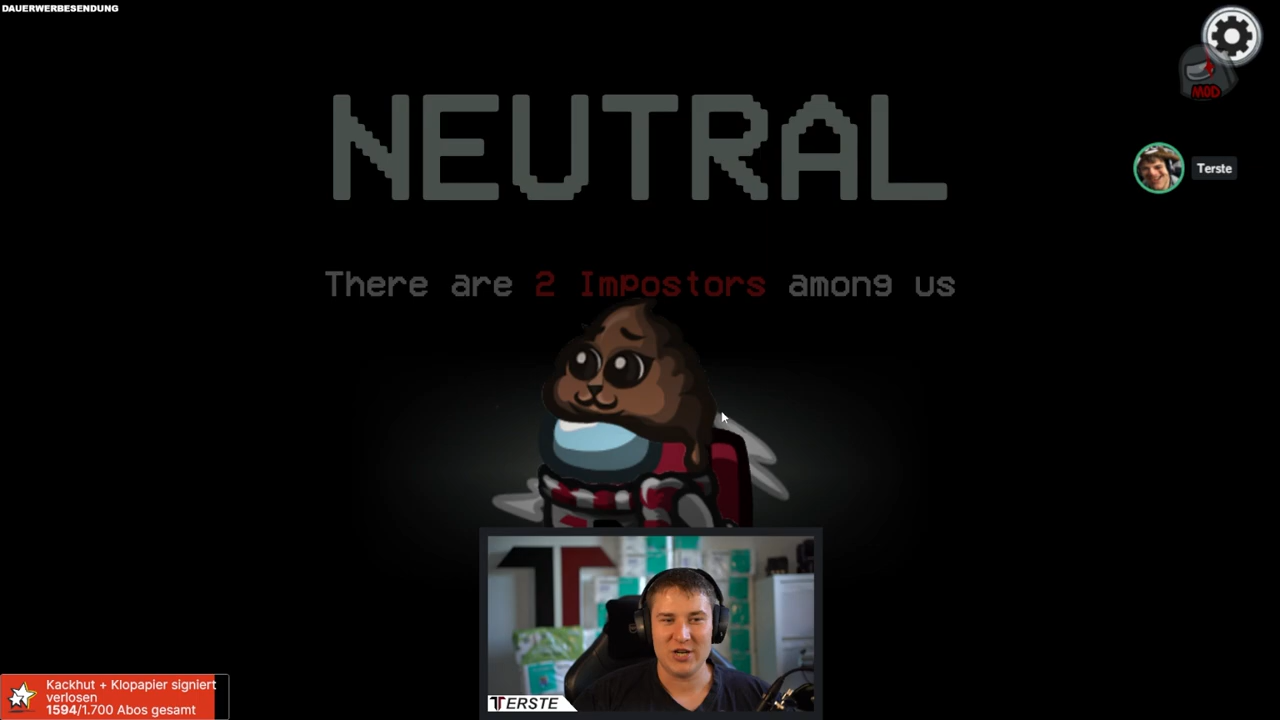 DAUERWERBESENDUNG
MOD
NEUTRAL
Terste
There are 2 Impostors among us
TERSTE
Kackhut + Klopapier signiert
verlosen
1594/1.700 Abos gesamt